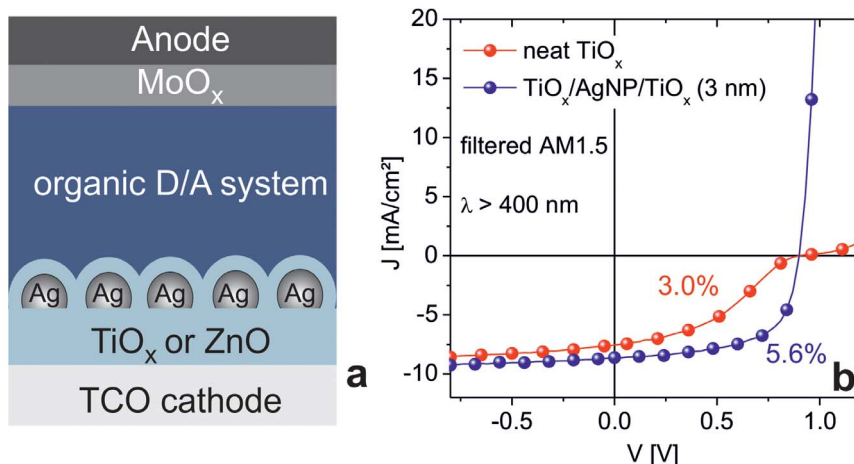 Anode
MoOₓ
organic D/A system
Ag Ag Ag Ag Ag
TiOₓ or ZnO
TCO cathode
a
20
15
10
5
0
-5
-10
J [mA/cm²]
neat TiOₓ
TiOₓ/AgNP/TiOₓ (3 nm)
filtered AM1.5
λ > 400 nm
3.0%
5.6%
b
-0.5 0.0 0.5 1.0
V [V]